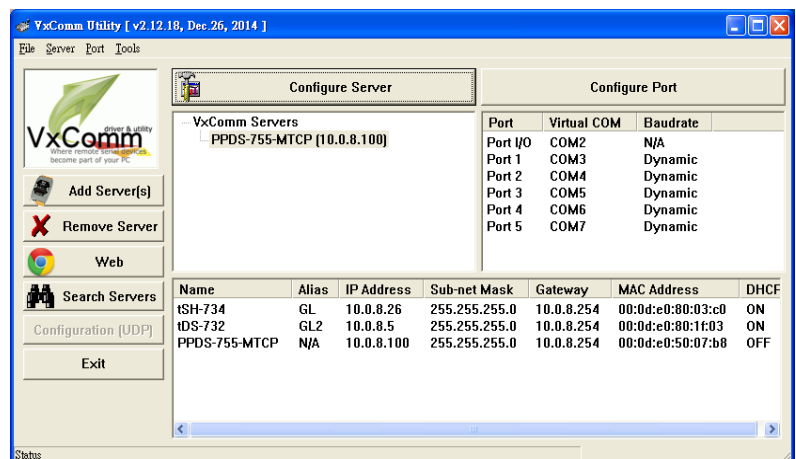 VxComm Utility [ v2.12.18, Dec.26, 2014 ]
File Server Port Tools
Configure Server Configure Port
driver & utility
VxComm
Where remote serial devices
become part of your PC
Add Server(s)
Remove Server
Web
Search Servers
Configuration (UDP)
Exit
VxComm Servers
PPDS-755-MTCP (10.0.8.100)
Port Virtual COM Baudrate
Port I/O COM2 N/A
Port 1 COM3 Dynamic
Port 2 COM4 Dynamic
Port 3 COM5 Dynamic
Port 4 COM6 Dynamic
Port 5 COM7 Dynamic
Name Alias IP Address Sub-net Mask Gateway MAC Address DHCP
tSH-734 GL 10.0.8.26 255.255.255.0 10.0.8.254 00:0d:e0:80:03:c0 ON
tDS-732 GL2 10.0.8.5 255.255.255.0 10.0.8.254 00:0d:e0:80:1f:03 ON
PPDS-755-MTCP N/A 10.0.8.100 255.255.255.0 10.0.8.254 00:0d:e0:50:07:b8 OFF
Status